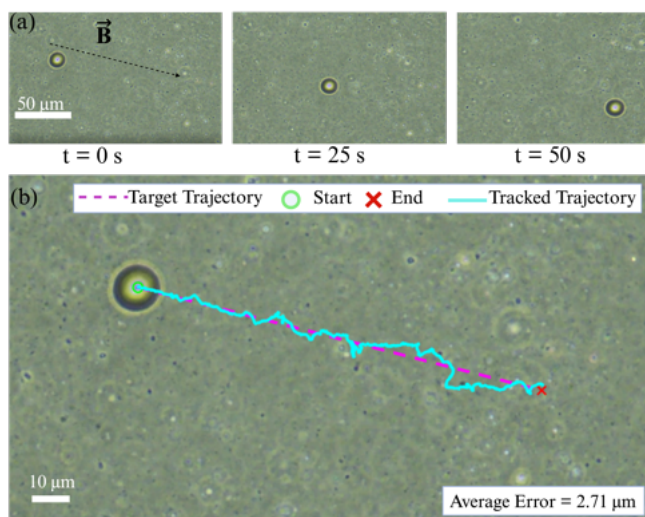 (a)
B
50 μm
t = 0 s
t = 25 s
t = 50 s
(b)
Target Trajectory Start End Tracked Trajectory
10 μm
Average Error = 2.71 μm